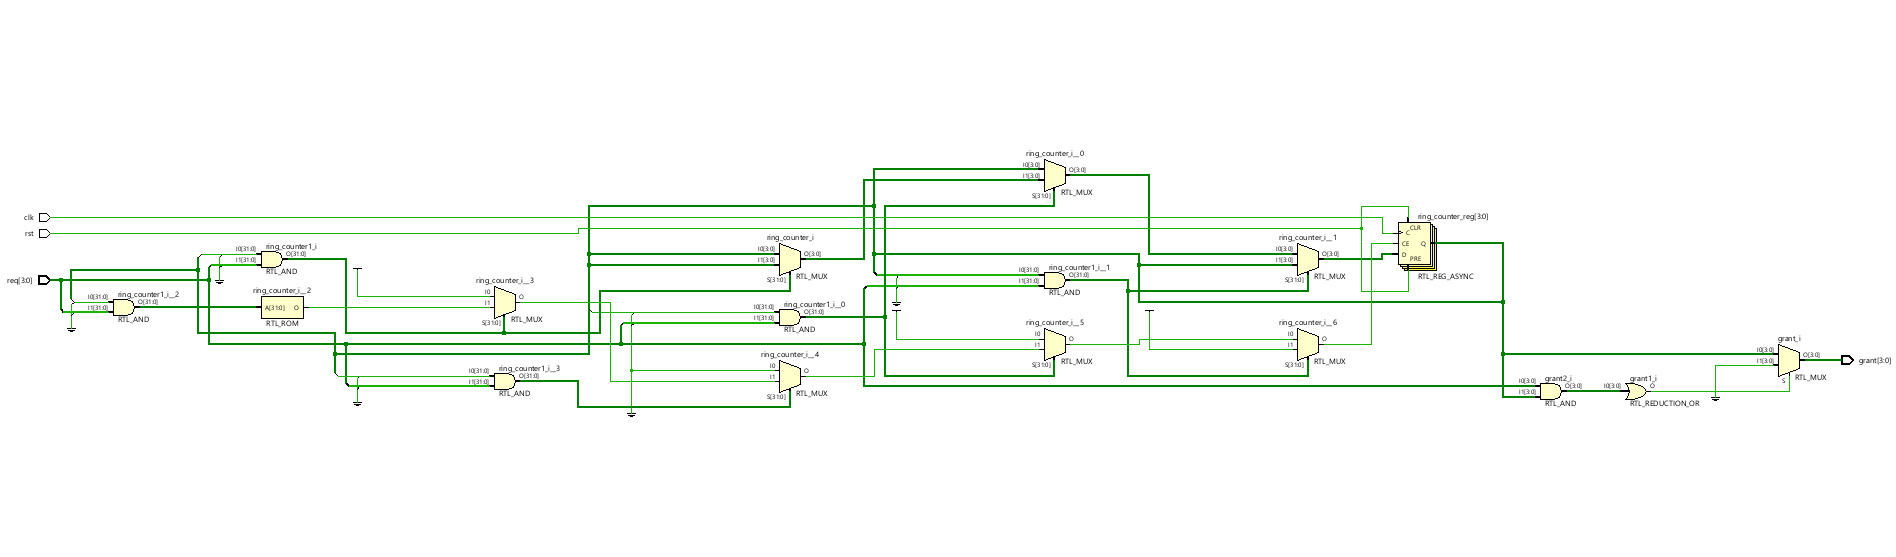 clk
rst
req[3:0]
I0[31:0]
I1[31:0]
ring_counter1_i__2
O[31:0]
RTL_AND
ring_counter1_i
I0[31:0]
I1[31:0]
O[31:0]
RTL_AND
ring_counter_i__2
A[31:0]
O
RTL_ROM
ring_counter_i__3
I0
I1
S[31:0]
O
RTL_MUX
ring_counter1_i__3
I0[31:0]
I1[31:0]
O[31:0]
RTL_AND
ring_counter_i
I0[3:0]
I1[3:0]
S[31:0]
O[3:0]
RTL_MUX
ring_counter1_i__0
I0[31:0]
I1[31:0]
O[31:0]
RTL_AND
ring_counter_i__4
I0
I1
S[31:0]
O
RTL_MUX
ring_counter_i__0
I0[3:0]
I1[3:0]
S[31:0]
O[3:0]
RTL_MUX
ring_counter1_i__1
I0[31:0]
I1[31:0]
O[31:0]
RTL_AND
ring_counter_i__5
I0
I1
S[31:0]
O
RTL_MUX
ring_counter_i__1
I0[3:0]
I1[3:0]
S[31:0]
O[3:0]
RTL_MUX
ring_counter_i__6
I0
I1
S[31:0]
O
RTL_MUX
ring_counter_reg[3:0]
CLR
C
CE
Q
D
PRE
RTL_REG_ASYNC
grant2_i
I0[3:0]
I1[3:0]
O[3:0]
RTL_AND
grant1_i
I0[3:0]
O
RTL_REDUCTION_OR
grant_i
I0[3:0]
I1[3:0]
S
O[3:0]
RTL_MUX
grant[3:0]